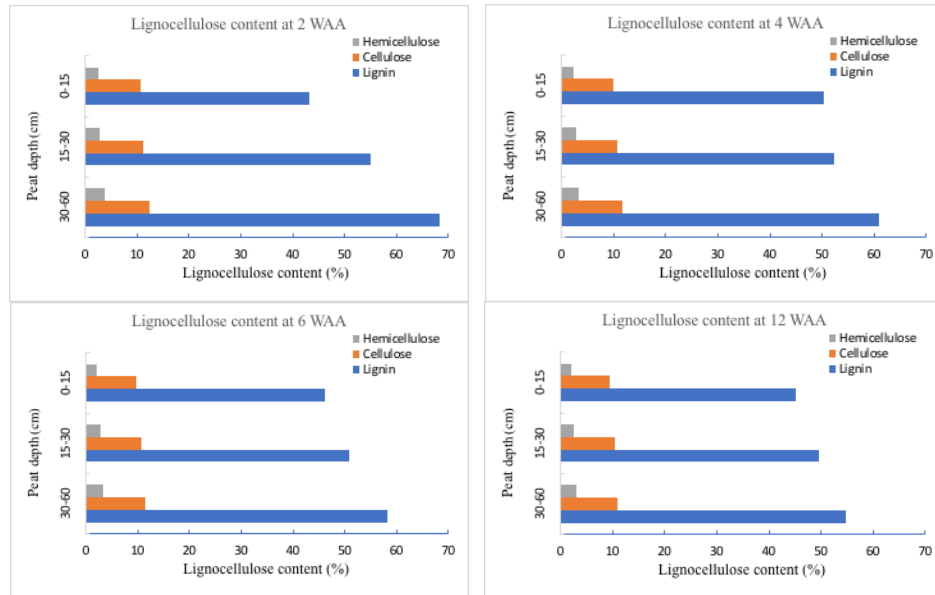 Lignocellulose content at 2 WAA
Hemicellulose
Cellulose
Lignin
Peat depth (cm)
0-15
15-30
30-60
0 10 20 30 40 50 60 70
Lignocellulose content (%)
Lignocellulose content at 4 WAA
Hemicellulose
Cellulose
Lignin
Peat depth (cm)
0-15
15-30
30-60
0 10 20 30 40 50 60 70
Lignocellulose content (%)
Lignocellulose content at 6 WAA
Hemicellulose
Cellulose
Lignin
Peat depth (cm)
0-15
15-30
30-60
0 10 20 30 40 50 60 70
Lignocellulose content (%)
Lignocellulose content at 12 WAA
Hemicellulose
Cellulose
Lignin
Peat depth (cm)
0-15
15-30
30-60
0 10 20 30 40 50 60 70
Lignocellulose content (%)